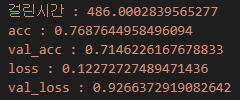 걸린시간 : 486.0002839565277
acc : 0.7687644958496094
val_acc : 0.7146226167678833
loss : 0.12272727489471436
val_loss : 0.9266372919082642